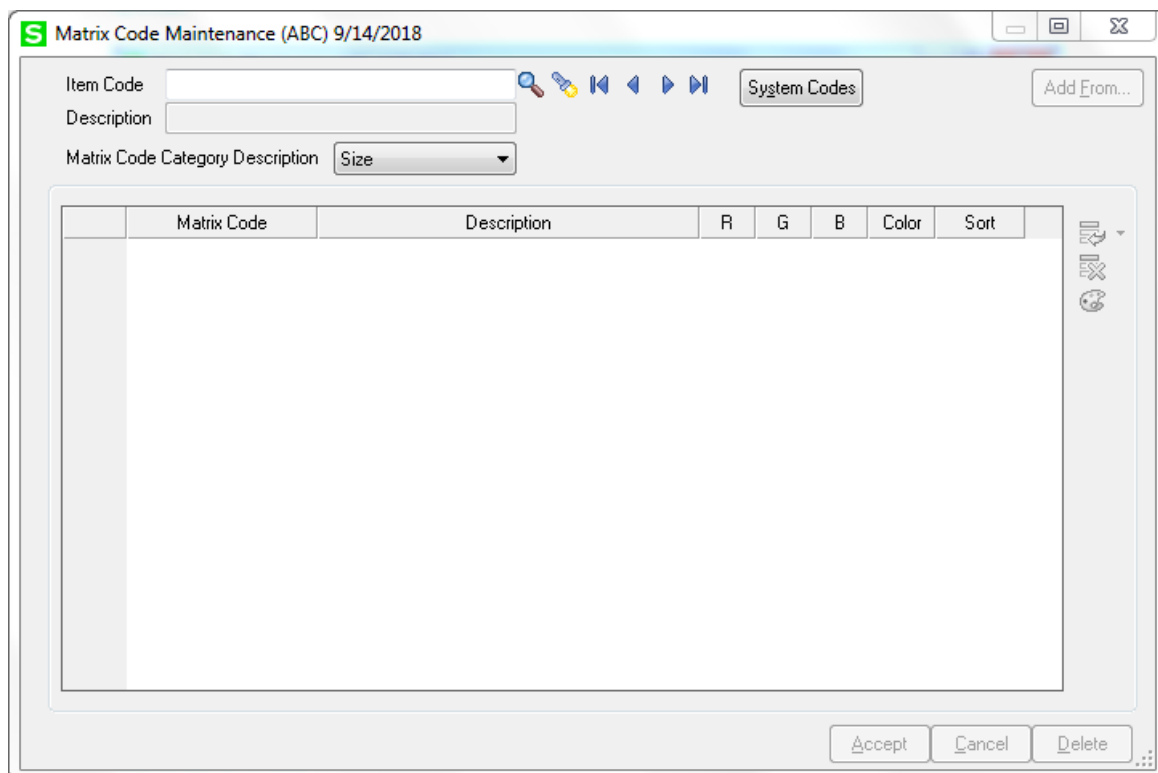 S Matrix Code Maintenance (ABC) 9/14/2018
Item Code System Codes Add From...
Description
Matrix Code Category Description Size
Matrix Code Description R G B Color Sort
Accept Cancel Delete